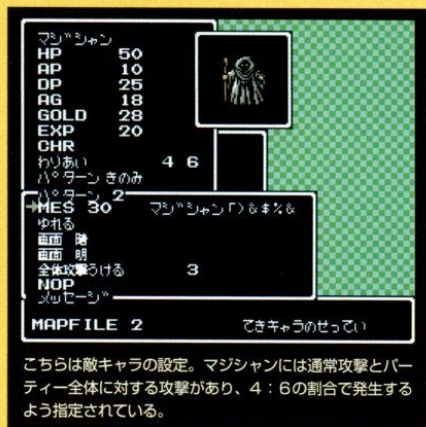 マジシャン
HP 50
AP 10
DP 25
AG 18
GOLD 28
EXP 20
CHR
わりあい 4 6
パターン きのみ
パターン 2
MES 30 マジシャン「)&$%&
ゆれる
画面 暗
画面 明
全体攻撃うける 3
NOP
メッセージ
MAPFILE 2 てきキャラのせってい
こちらは敵キャラの設定。マジシャンには通常攻撃とパー
ティー全体に対する攻撃があり、4：6の割合で発生する
よう指定されている。